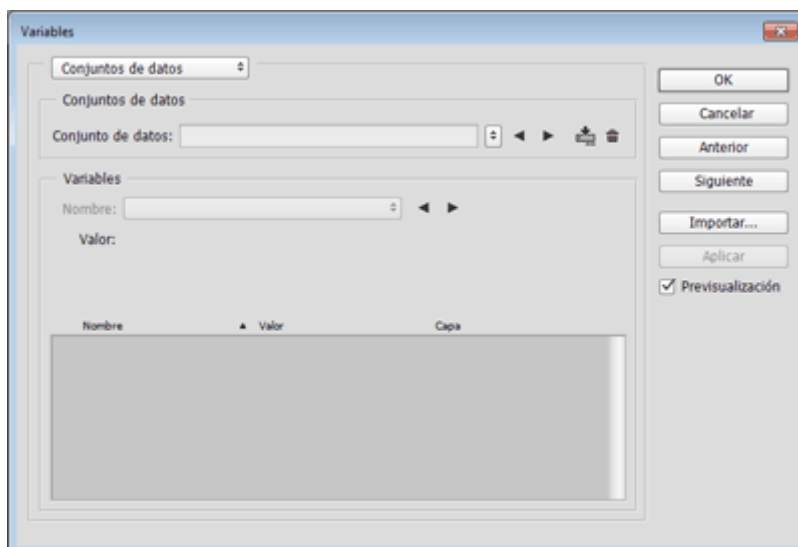 Variables
Conjuntos de datos
Conjuntos de datos
Conjunto de datos:
Variables
Nombre:
Valor:
Nombre Valor Capa
OK
Cancelar
Anterior
Siguiente
Importar...
Aplicar
Previsualización